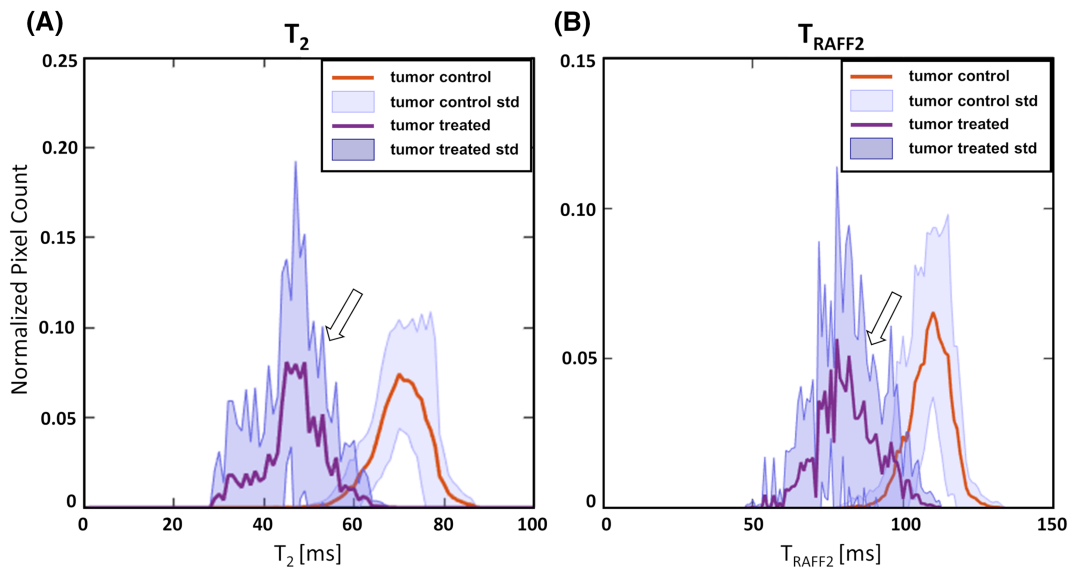 (A)
T2
0.25
0.20
0.15
0.10
0.05
0
Normalized Pixel Count
tumor control
tumor control std
tumor treated
tumor treated std
0 20 40 60 80 100
T2 [ms]
(B)
TRAFF2
0.15
0.10
0.05
0
tumor control
tumor control std
tumor treated
tumor treated std
0 50 100 150
TRAFF2 [ms]